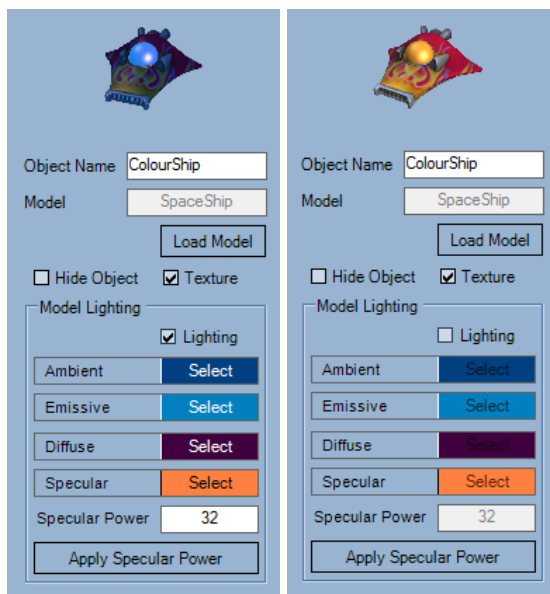 Object Name ColourShip
Model SpaceShip
Load Model
Hide Object Texture
Model Lighting
Lighting
Ambient Select
Emissive Select
Diffuse Select
Specular Select
Specular Power 32
Apply Specular Power
Object Name ColourShip
Model SpaceShip
Load Model
Hide Object Texture
Model Lighting
Lighting
Ambient Select
Emissive Select
Diffuse Select
Specular Select
Specular Power 32
Apply Specular Power